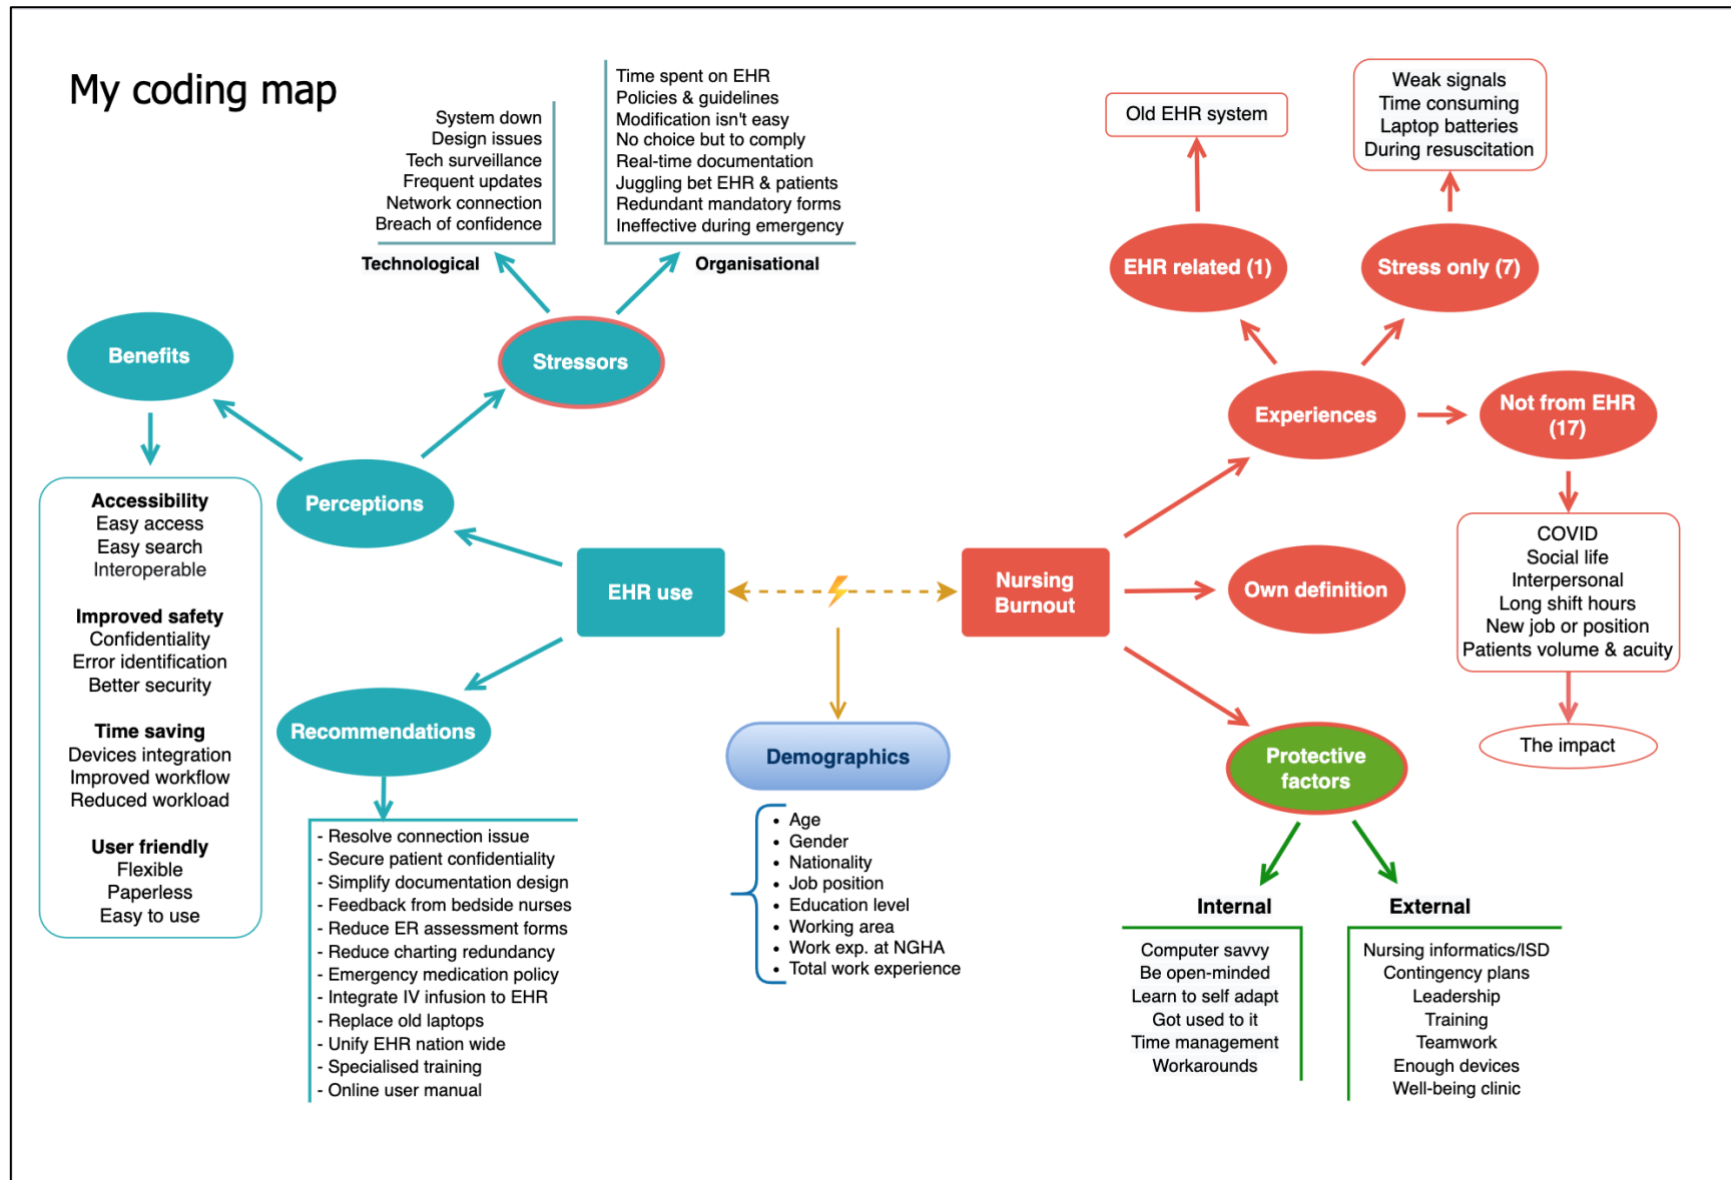 My coding map
System down
Design issues
Tech surveillance
Frequent updates
Network connection
Breach of confidence
Technological
Time spent on EHR
Policies & guidelines
Modification isn't easy
No choice but to comply
Real-time documentation
Juggling bet EHR & patients
Redundant mandatory forms
Ineffective during emergency
Organisational
Stressors
Benefits
Perceptions
Accessibility
Easy access
Easy search
Interoperable
Improved safety
Confidentiality
Error identification
Better security
Time saving
Devices integration
Improved workflow
Reduced workload
User friendly
Flexible
Paperless
Easy to use
EHR use
Recommendations
- Resolve connection issue
- Secure patient confidentiality
- Simplify documentation design
- Feedback from bedside nurses
- Reduce ER assessment forms
- Reduce charting redundancy
- Emergency medication policy
- Integrate IV infusion to EHR
- Replace old laptops
- Unify EHR nation wide
- Specialised training
- Online user manual
Demographics
• Age
• Gender
• Nationality
• Job position
• Education level
• Working area
• Work exp. at NGHA
• Total work experience
Nursing
Burnout
Old EHR system
EHR related (1)
Weak signals
Time consuming
Laptop batteries
During resuscitation
Stress only (7)
Experiences
Not from EHR
(17)
COVID
Social life
Interpersonal
Long shift hours
New job or position
Patients volume & acuity
The impact
Own definition
Protective
factors
Internal
Computer savvy
Be open-minded
Learn to self adapt
Got used to it
Time management
Workarounds
External
Nursing informatics/ISD
Contingency plans
Leadership
Training
Teamwork
Enough devices
Well-being clinic